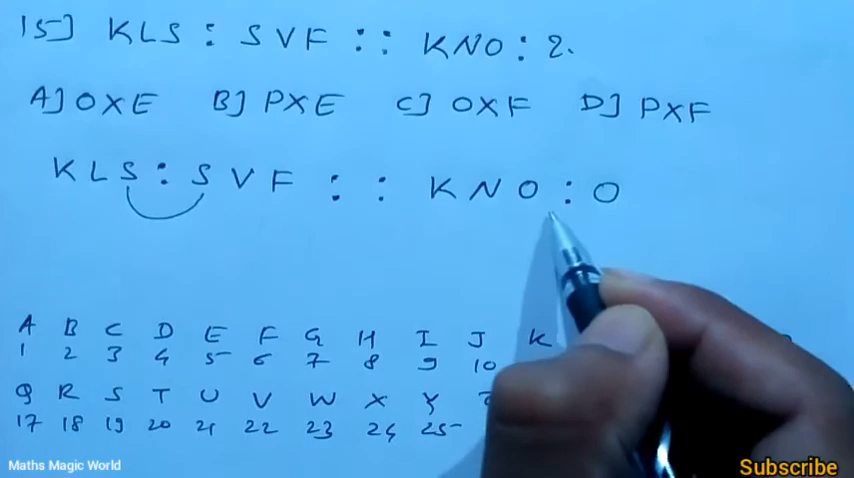 15] KLS : SVF :: KNO : 2.
A] OXE B] PXE C] OXF D] PXF
KLS : SVF :: KNO : O
A B C D E F G H I J K
1 2 3 4 5 6 7 8 9 10
Q R S T U V W X Y
17 18 19 20 21 22 23 24 25
Maths Magic World
Subscribe